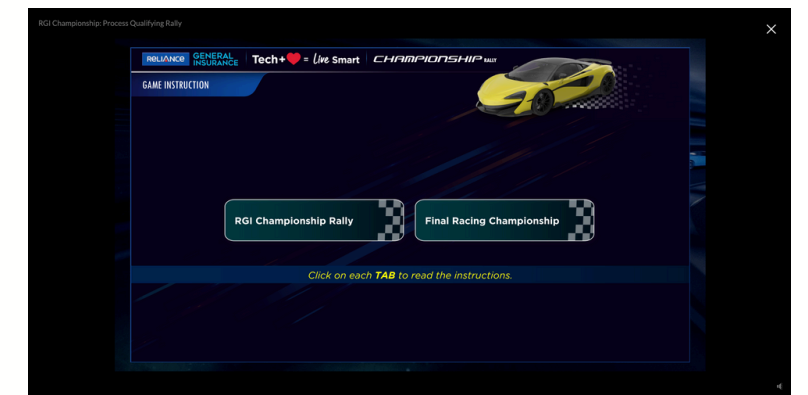 RGI Championship: Process Qualifying Rally
RELIANCE GENERAL INSURANCE Tech+ = Live Smart CHAMPIONSHIP RALLY
GAME INSTRUCTION
RGI Championship Rally
Final Racing Championship
Click on each TAB to read the instructions.